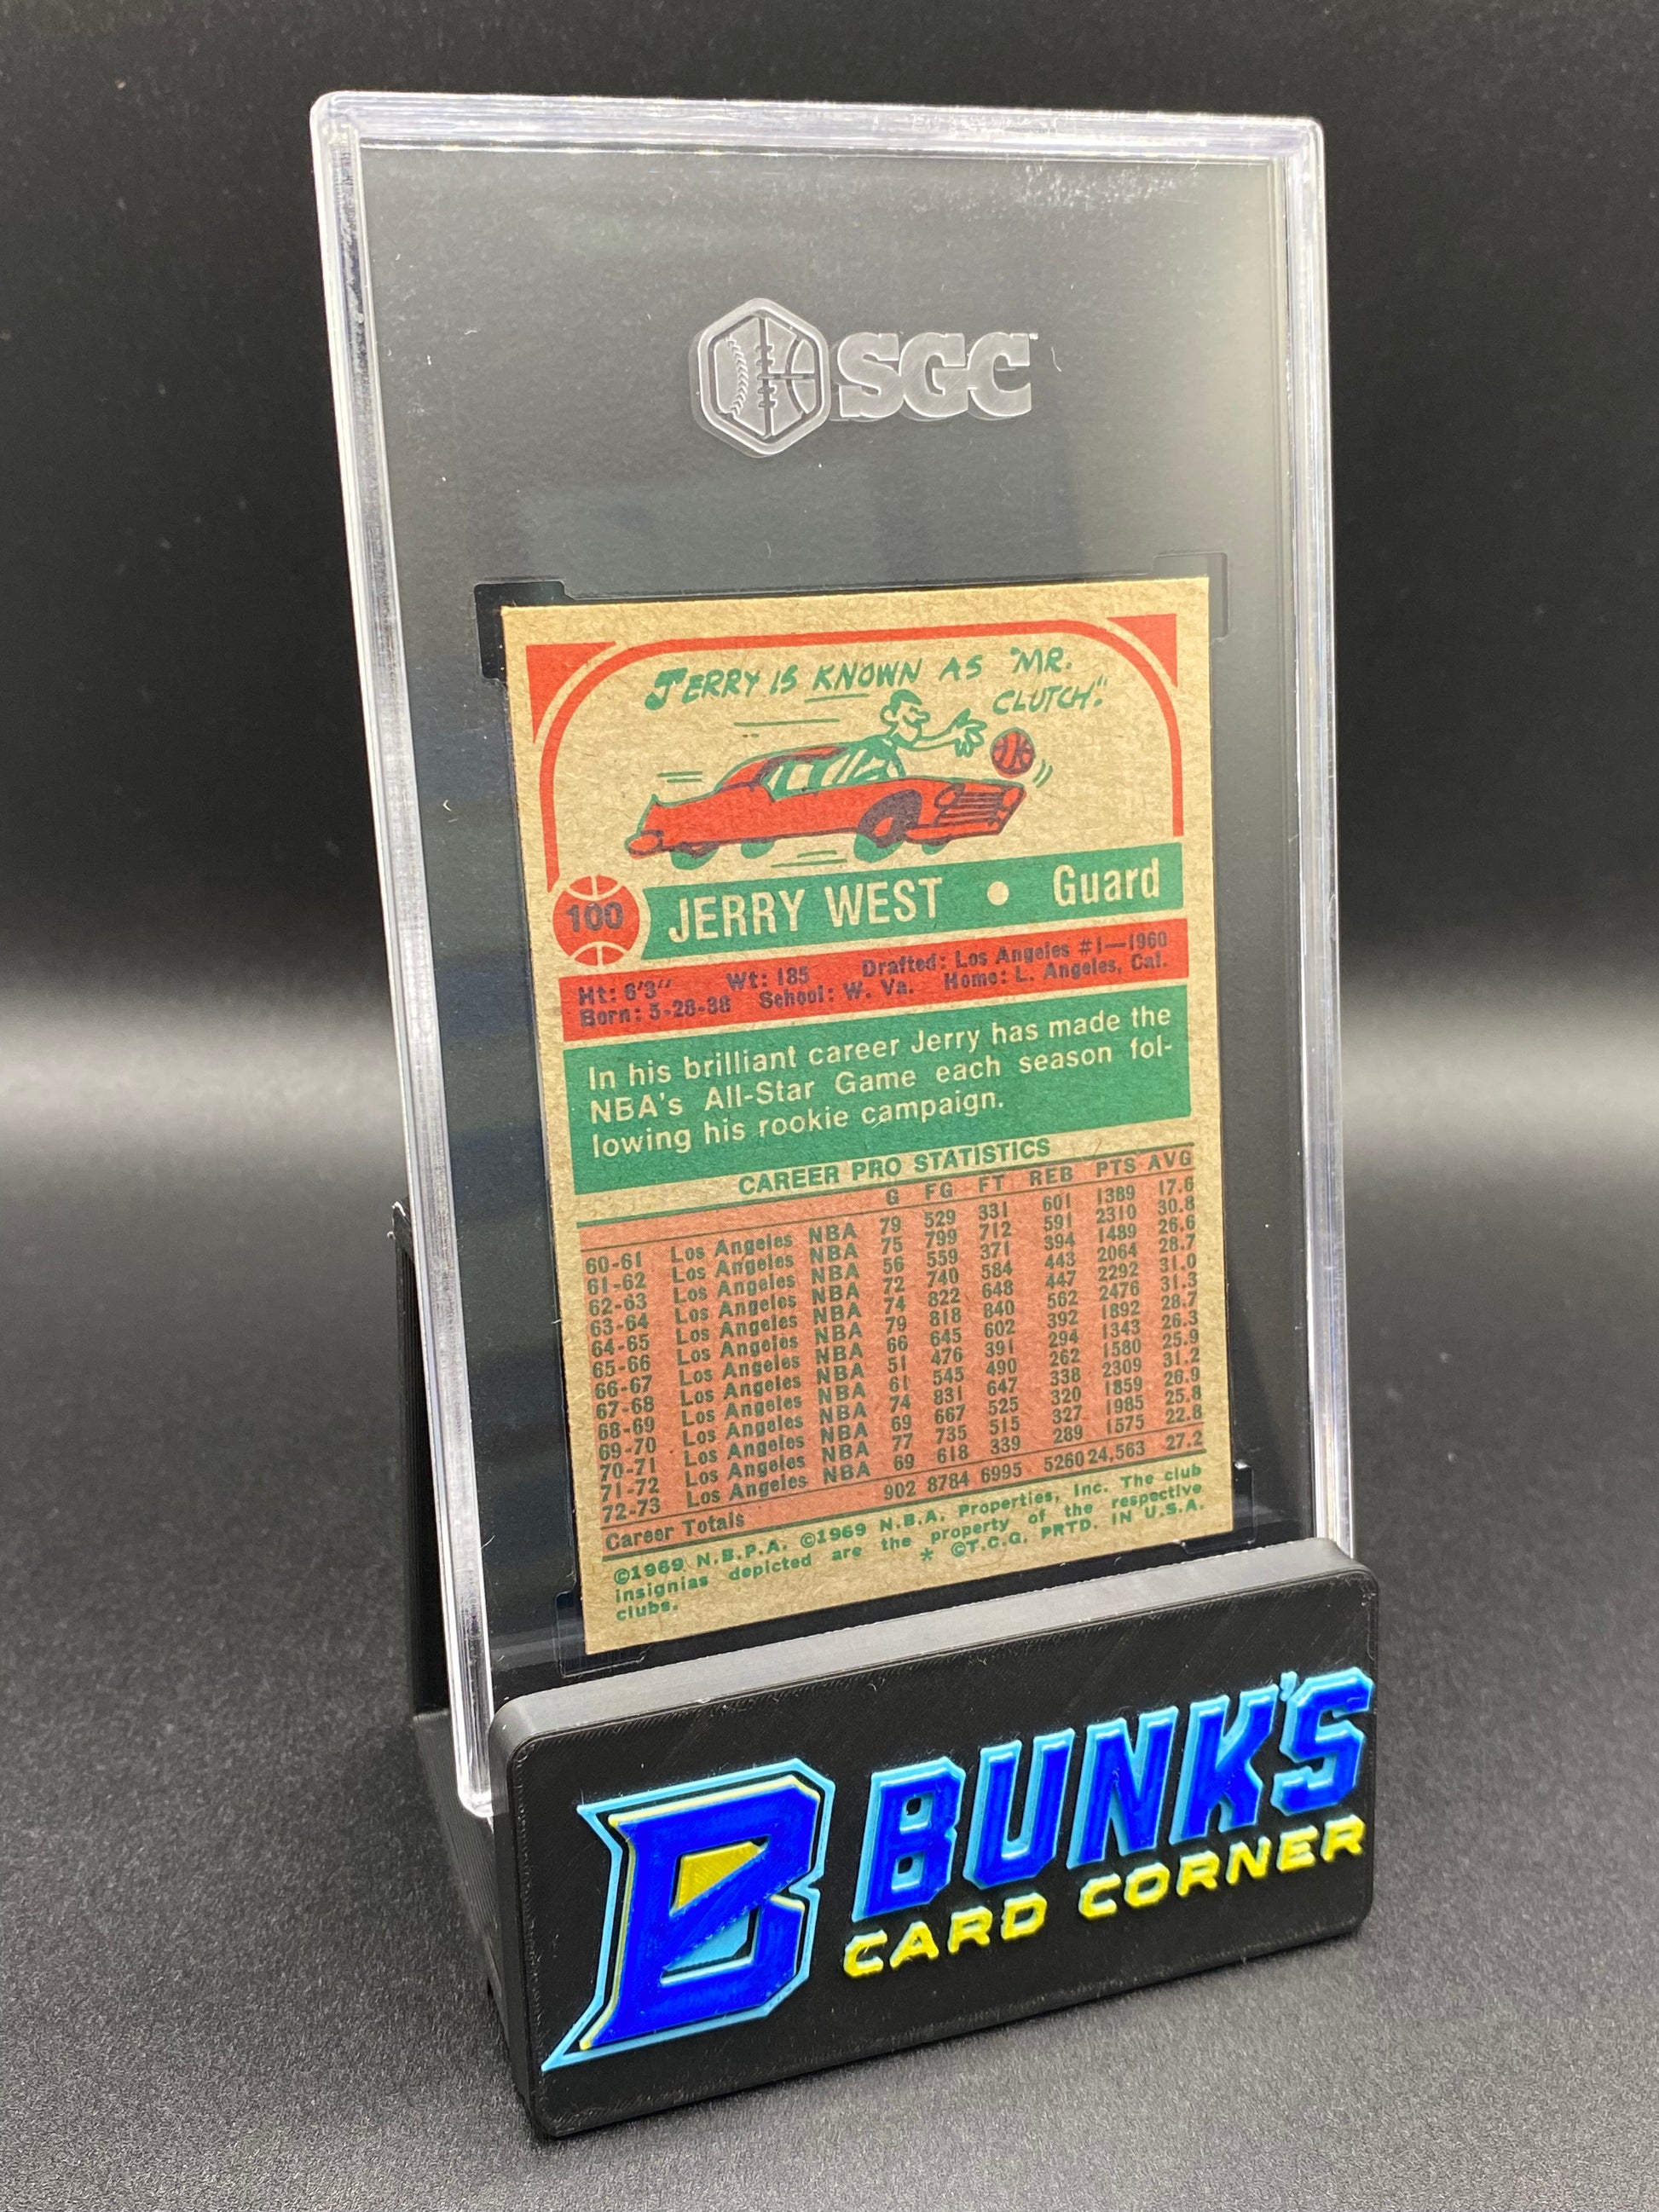 SGC
JERRY IS KNOWN AS "MR.
CLUTCH."
100
JERRY WEST • Guard
Ht: 6'3" Wt: 185 Drafted: Los Angeles #1—1960
Born: 5-28-38 School: W. Va. Home: L. Angeles, Cal.
In his brilliant career Jerry has made the
NBA's All-Star Game each season fol-
lowing his rookie campaign.
CAREER PRO STATISTICS
G FG FT REB PTS AVG
60-61 Los Angeles NBA 79 529 331 601 1389 17.6
61-62 Los Angeles NBA 75 799 712 591 2310 30.8
62-63 Los Angeles NBA 56 559 371 394 1489 26.6
63-64 Los Angeles NBA 72 740 584 443 2064 28.7
64-65 Los Angeles NBA 74 822 648 447 2292 31.0
65-66 Los Angeles NBA 79 818 840 562 2476 31.3
66-67 Los Angeles NBA 66 645 602 392 1892 28.7
67-68 Los Angeles NBA 51 476 391 294 1343 26.3
68-69 Los Angeles NBA 61 545 490 262 1580 25.9
69-70 Los Angeles NBA 74 831 647 338 2309 31.2
70-71 Los Angeles NBA 69 667 525 320 1859 26.9
71-72 Los Angeles NBA 77 735 515 327 1985 25.8
72-73 Los Angeles NBA 69 618 339 289 1575 22.8
Career Totals 902 8784 6995 5260 24,563 27.2
©1969 N.B.P.A. ©1969 N.B.A. Properties, Inc. The club
insignias depicted are the property of the respective
clubs. * ©T.C.G. PRTD. IN U.S.A.
B BUNK'S
CARD CORNER